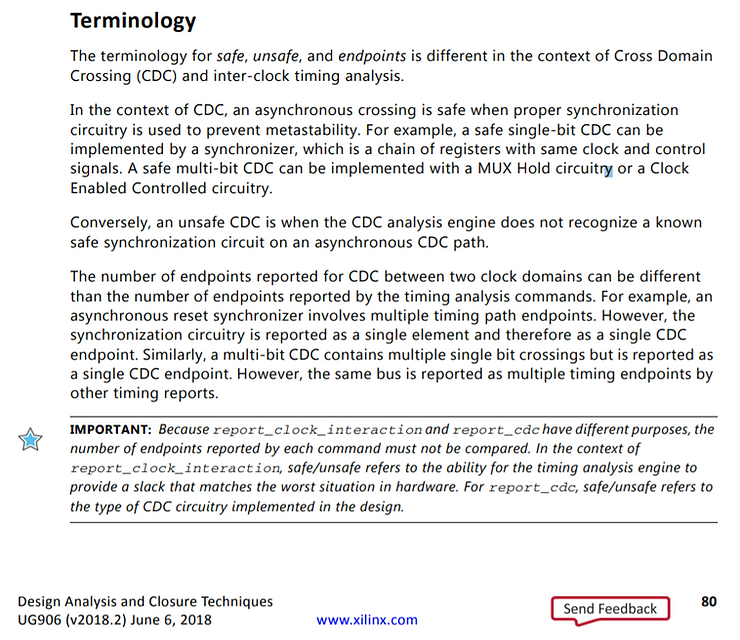 Terminology
The terminology for safe, unsafe, and endpoints is different in the context of Cross Domain
Crossing (CDC) and inter-clock timing analysis.
In the context of CDC, an asynchronous crossing is safe when proper synchronization
circuitry is used to prevent metastability. For example, a safe single-bit CDC can be
implemented by a synchronizer, which is a chain of registers with same clock and control
signals. A safe multi-bit CDC can be implemented with a MUX Hold circuitry or a Clock
Enabled Controlled circuitry.
Conversely, an unsafe CDC is when the CDC analysis engine does not recognize a known
safe synchronization circuit on an asynchronous CDC path.
The number of endpoints reported for CDC between two clock domains can be different
than the number of endpoints reported by the timing analysis commands. For example, an
asynchronous reset synchronizer involves multiple timing path endpoints. However, the
synchronization circuitry is reported as a single element and therefore as a single CDC
endpoint. Similarly, a multi-bit CDC contains multiple single bit crossings but is reported as
a single CDC endpoint. However, the same bus is reported as multiple timing endpoints by
other timing reports.
IMPORTANT: Because report_clock_interaction and report_cdc have different purposes, the
number of endpoints reported by each command must not be compared. In the context of
report_clock_interaction, safe/unsafe refers to the ability for the timing analysis engine to
provide a slack that matches the worst situation in hardware. For report_cdc, safe/unsafe refers to
the type of CDC circuitry implemented in the design.
Design Analysis and Closure Techniques
UG906 (v2018.2) June 6, 2018
www.xilinx.com
Send Feedback
80